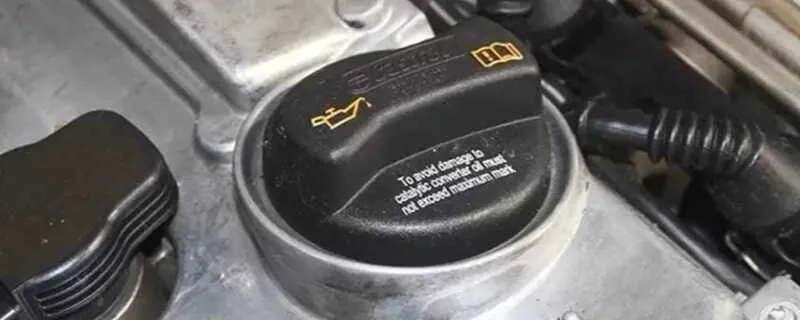 To avoid damage to
catalytic converter oil must
not exceed maximum mark.